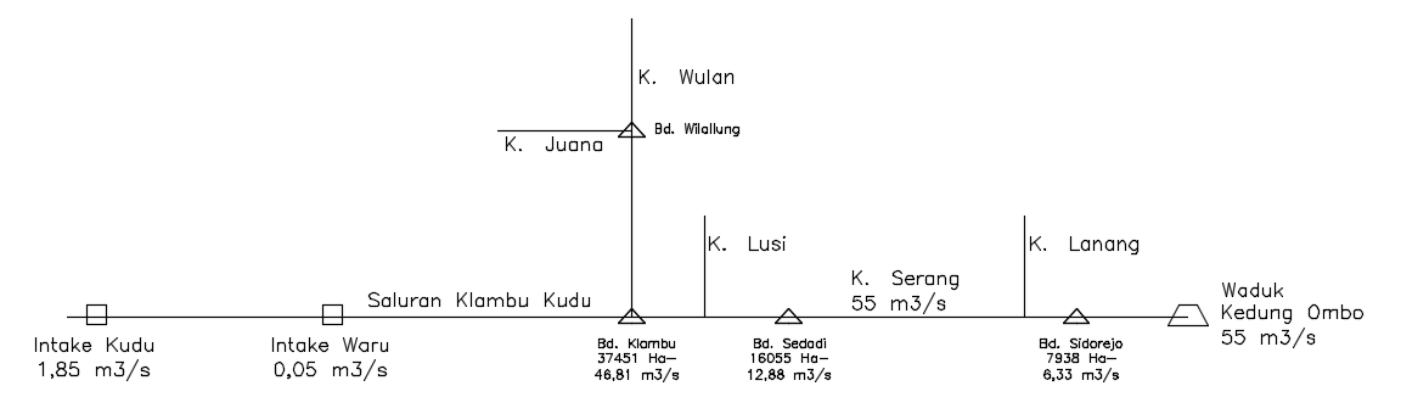 K. Wulan
Bd. Wilallung
K. Juana
K. Lusi
K. Lanang
K. Serang
55 m3/s
Saluran Klambu Kudu
Waduk
Kedung Ombo
55 m3/s
Intake Kudu
1,85 m3/s
Intake Waru
0,05 m3/s
Bd. Klambu
37451 Ha-
46,81 m3/s
Bd. Sedadi
16055 Ha-
12,88 m3/s
Bd. Sidorejo
7938 Ha-
6,33 m3/s